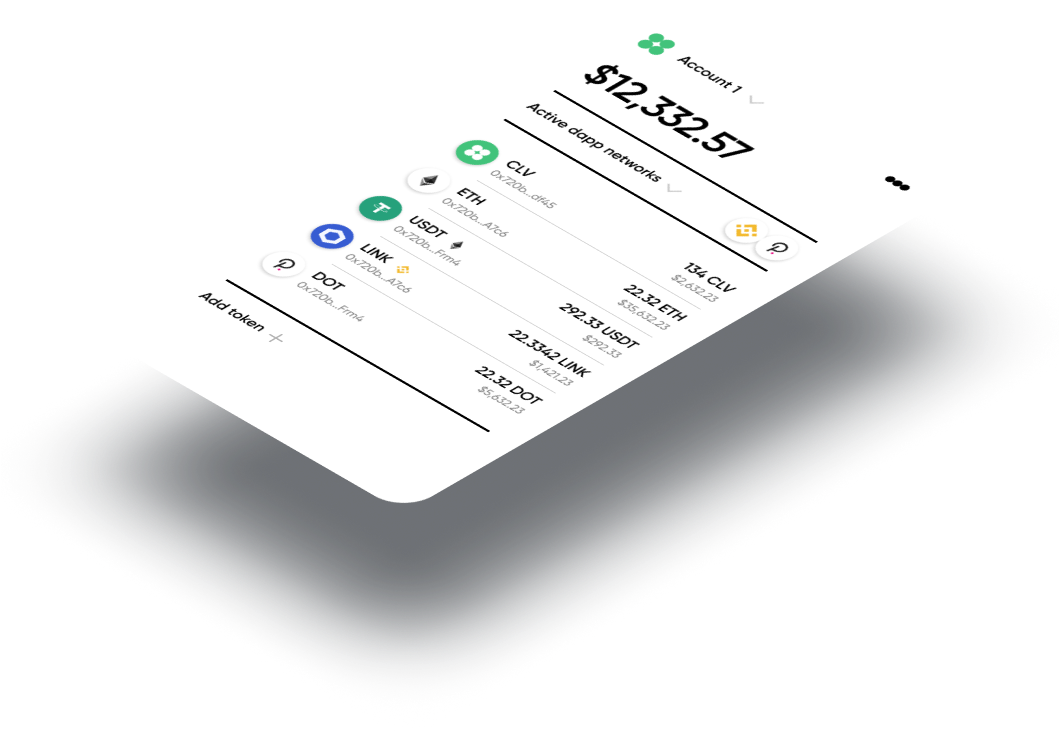 Account 1
$12,332.57
Active dapp networks
CLV
0x720b...df45
134 CLV
$2,632.23
ETH
0x720b...A7c6
22.32 ETH
$35,632.23
USDT
0x720b...Frm4
292.33 USDT
$292.33
LINK
0x720b...A7c6
22.3342 LINK
$1,421.23
DOT
0x720b...Frm4
22.32 DOT
$5,632.23
Add token